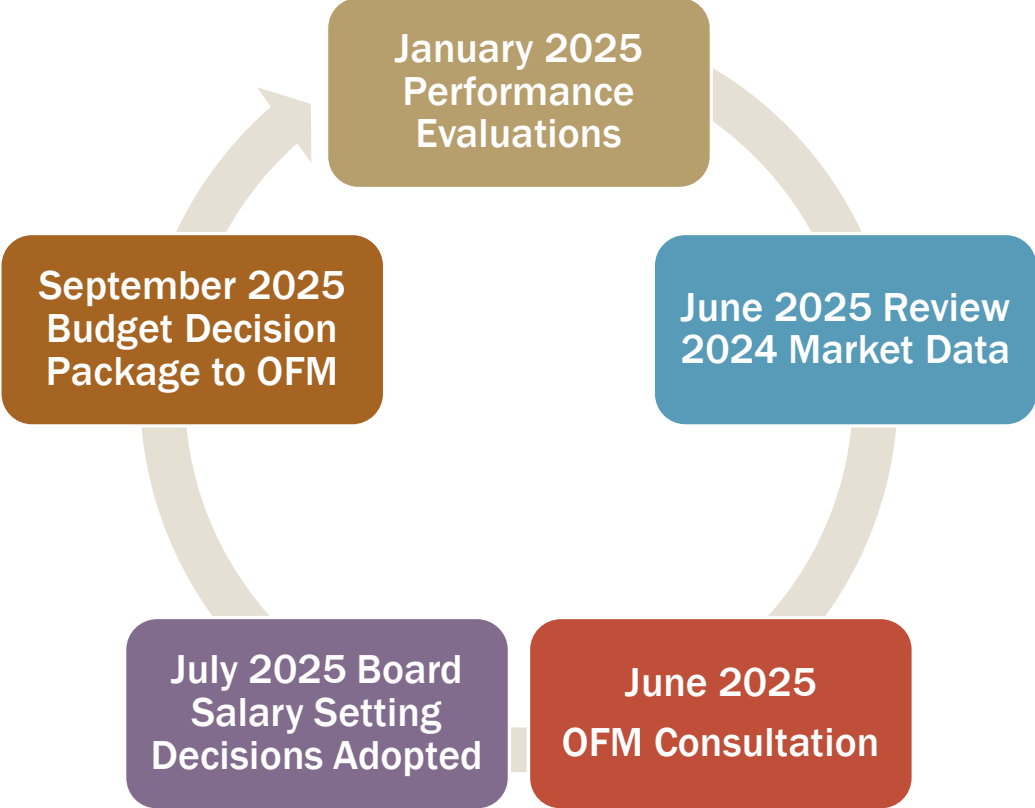 January 2025
Performance
Evaluations
June 2025 Review
2024 Market Data
June 2025
OFM Consultation
July 2025 Board
Salary Setting
Decisions Adopted
September 2025
Budget Decision
Package to OFM